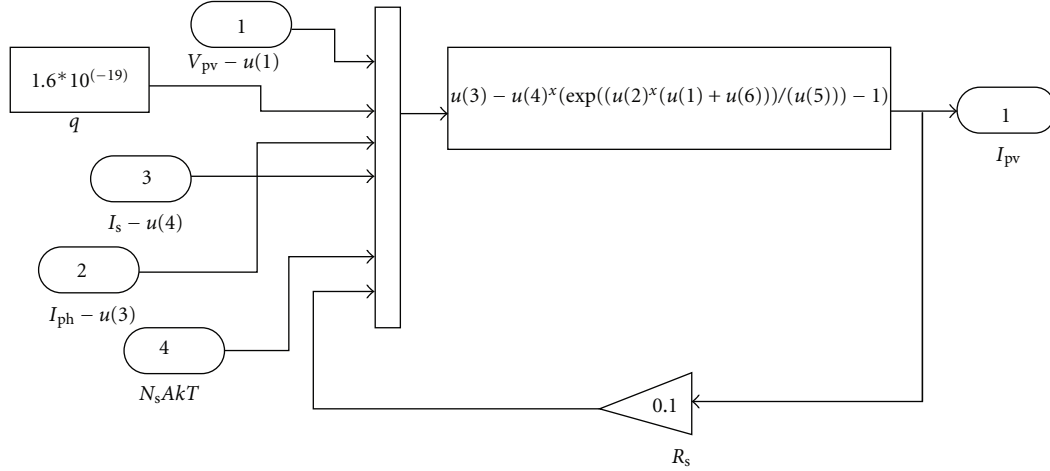 1
V_pv − u(1)
1.6* 10^(−19)
q
3
I_s − u(4)
2
I_ph − u(3)
4
N_sAkT
u(3) − u(4)^x(exp((u(2)^x(u(1) + u(6)))/(u(5))) − 1)
1
I_pv
0.1
R_s